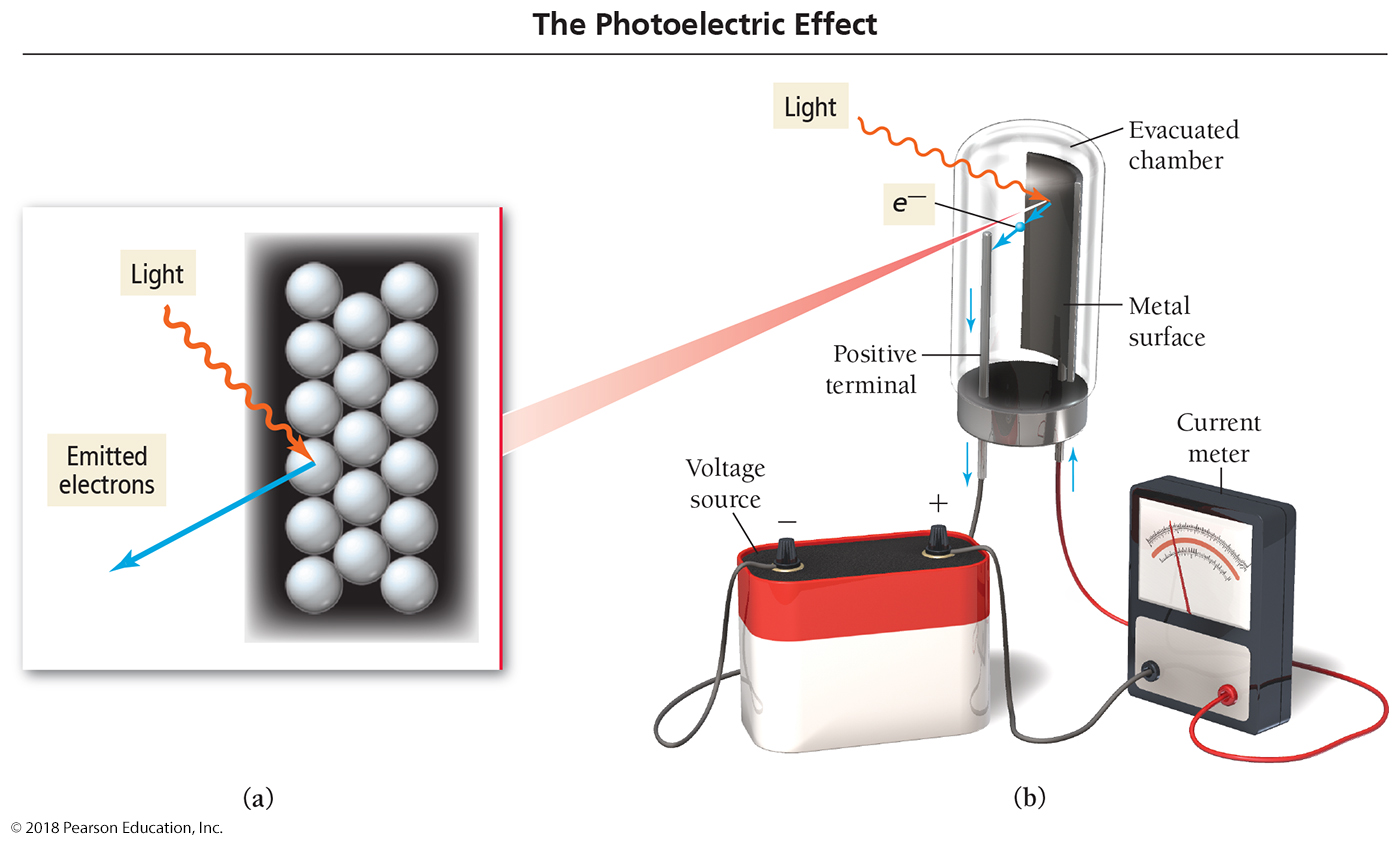 The Photoelectric Effect
Light
Evacuated
chamber
e−
Light
Metal
surface
Positive
terminal
Emitted
electrons
Current
meter
Voltage
source
−
+
(a)
(b)
© 2018 Pearson Education, Inc.